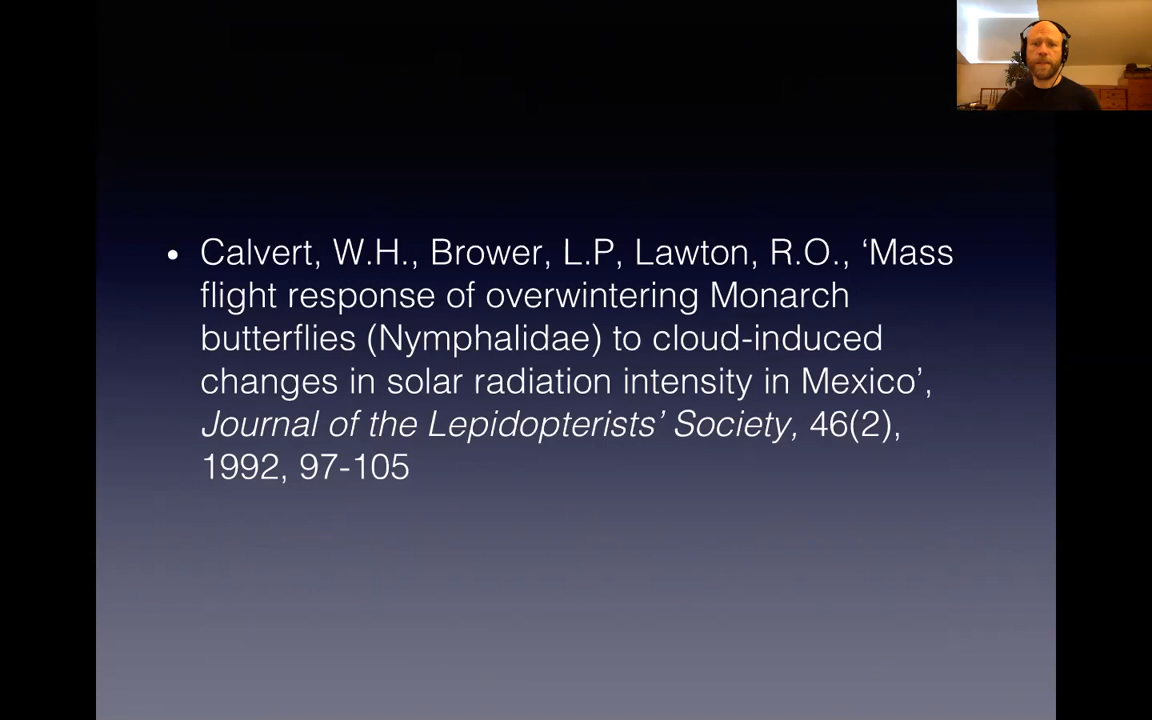 • Calvert, W.H., Brower, L.P, Lawton, R.O., ‘Mass
flight response of overwintering Monarch
butterflies (Nymphalidae) to cloud-induced
changes in solar radiation intensity in Mexico’,
Journal of the Lepidopterists’ Society, 46(2),
1992, 97-105